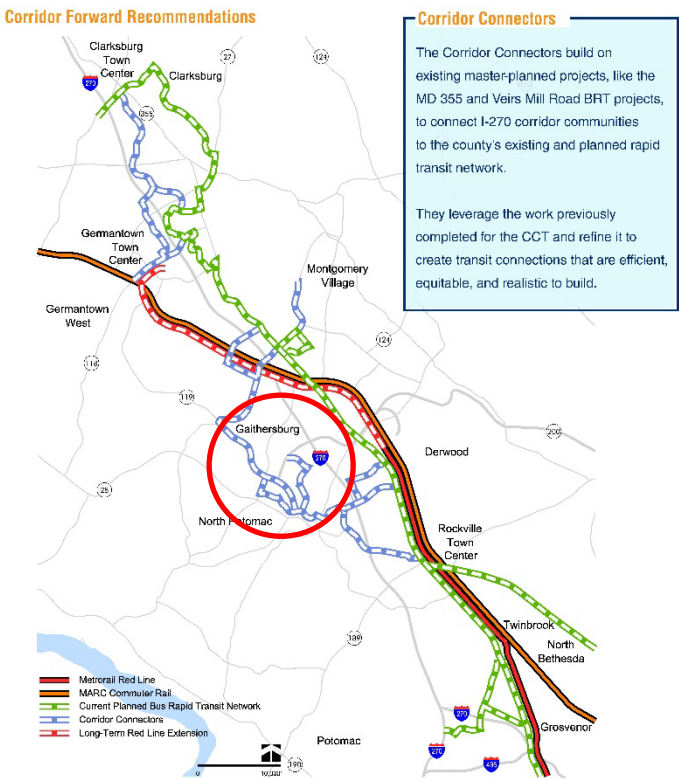 Corridor Forward Recommendations
Corridor Connectors
The Corridor Connectors build on
existing master-planned projects, like the
MD 355 and Veirs Mill Road BRT projects,
to connect I-270 corridor communities
to the county's existing and planned rapid
transit network.
They leverage the work previously
completed for the CCT and refine it to
create transit connections that are efficient,
equitable, and realistic to build.
Clarksburg
Town
Center
270
Clarksburg
27
124
355
Germantown
Town
Center
Montgomery
Village
Germantown
West
124
118
119
Gaithersburg
270
200
Derwood
28
North Potomac
Rockville
Town
Center
189
Twinbrook
North
Bethesda
Metrorail Red Line
MARC Commuter Rail
Current Planned Bus Rapid Transit Network
Corridor Connectors
Long-Term Red Line Extension
270
Grosvenor
Potomac
270
495
190
0